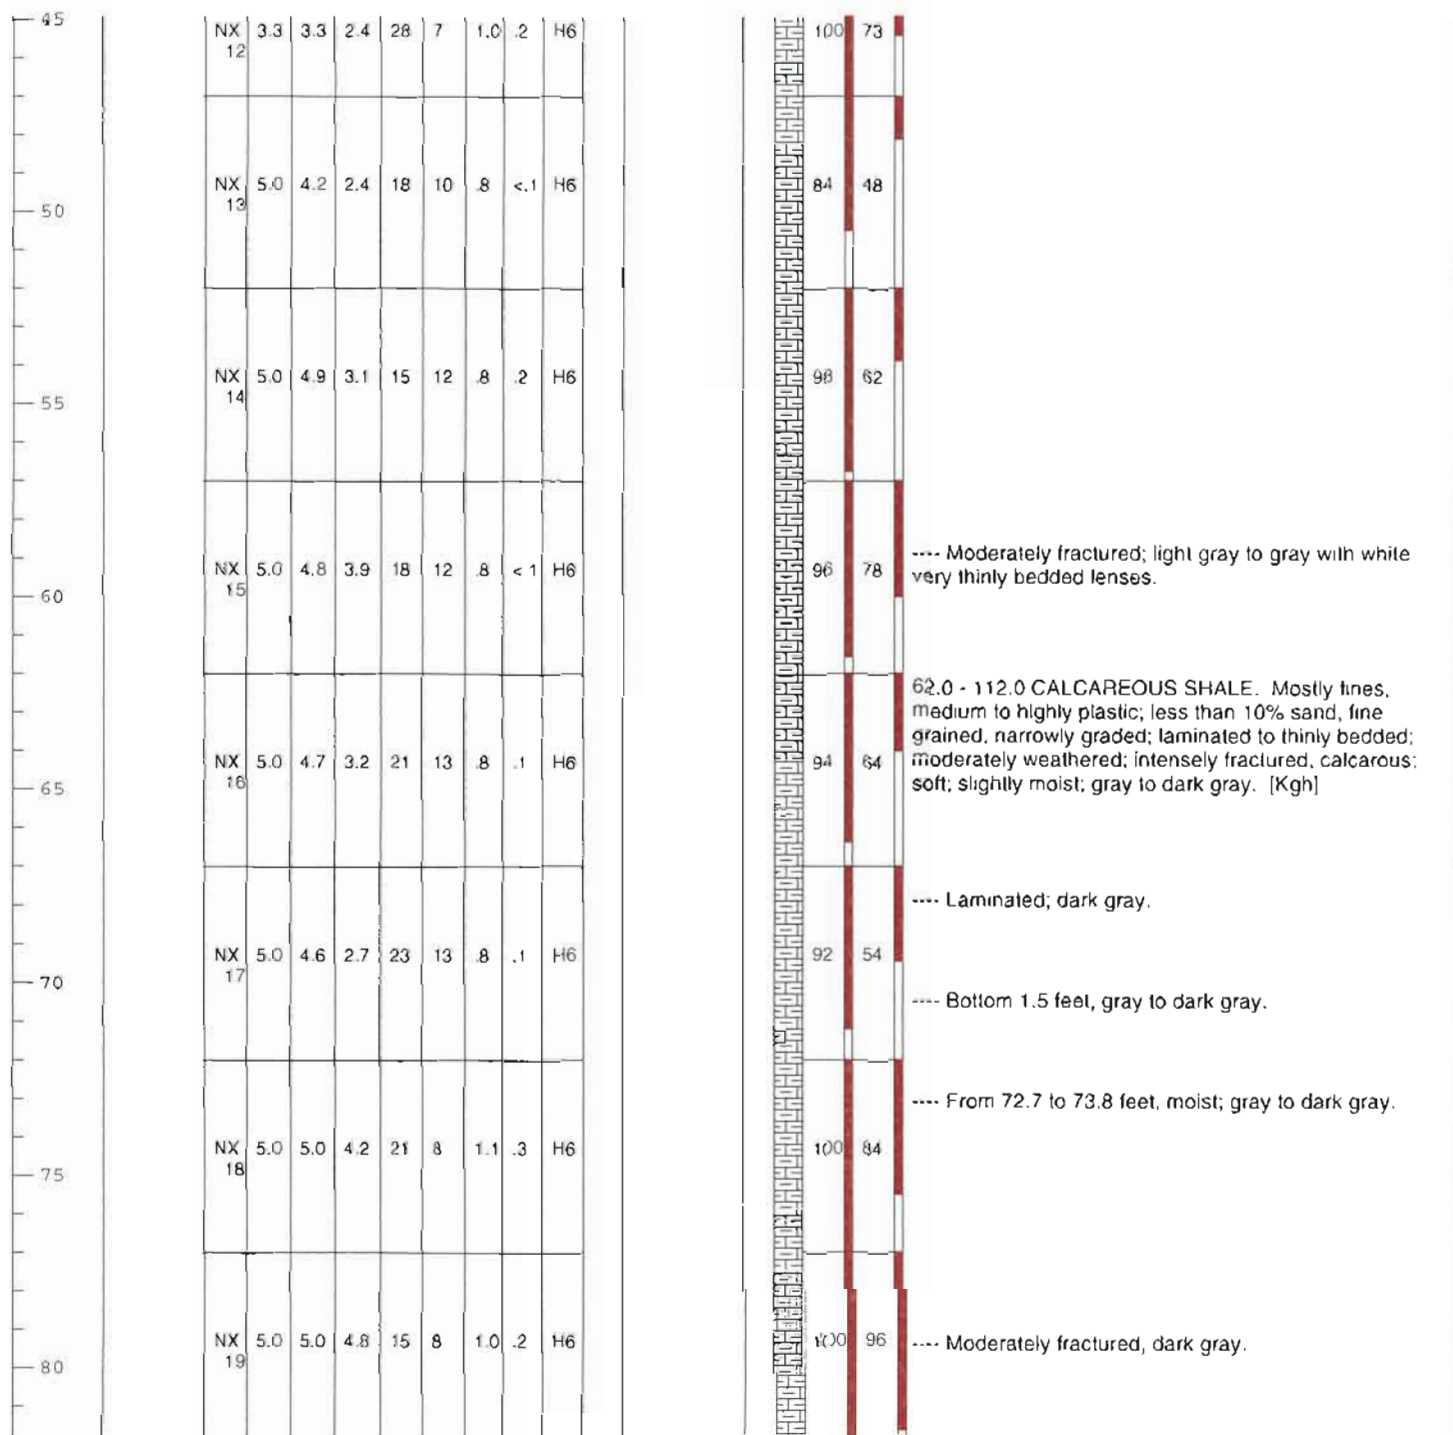 45
NX 3.3 3.3 2.4 28 7 1.0 .2 H6 100 73
12
NX 5.0 4.2 2.4 18 10 .8 <.1 H6 84 48
13
50
NX 5.0 4.9 3.1 15 12 .8 .2 H6 98 62
14
55
---- Moderately fractured; light gray to gray with white
NX 5.0 4.8 3.9 18 12 .8 < 1 H6 96 78
very thinly bedded lenses.
15
60
62.0 - 112.0 CALCAREOUS SHALE. Mostly fines,
medium to highly plastic; less than 10% sand, fine
grained, narrowly graded; laminated to thinly bedded;
NX 5.0 4.7 3.2 21 13 .8 .1 H6 94 64
moderately weathered; intensely fractured, calcarous;
16
soft; slightly moist; gray to dark gray. [Kgh]
65
---- Laminated; dark gray.
NX 5.0 4.6 2.7 23 13 .8 .1 H6 92 54
17
70
---- Bottom 1.5 feet, gray to dark gray.
---- From 72.7 to 73.8 feet, moist; gray to dark gray.
NX 5.0 5.0 4.2 21 8 1.1 .3 H6 100 84
18
75
NX 5.0 5.0 4.8 15 8 1.0 .2 H6 100 96
---- Moderately fractured, dark gray.
19
80